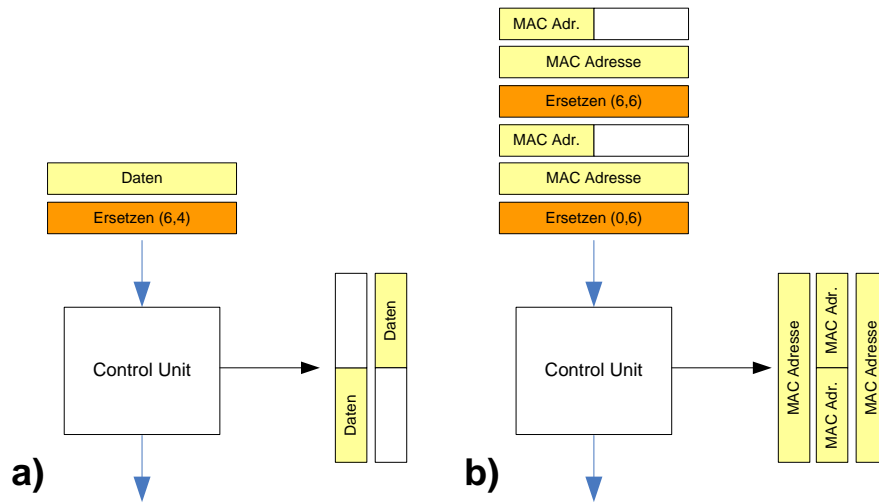 Daten
Ersetzen (6,4)
Control Unit
Daten
Daten
a)
MAC Adr.
MAC Adresse
Ersetzen (6,6)
MAC Adr.
MAC Adresse
Ersetzen (0,6)
Control Unit
MAC Adresse
MAC Adr.
MAC Adr.
MAC Adresse
b)